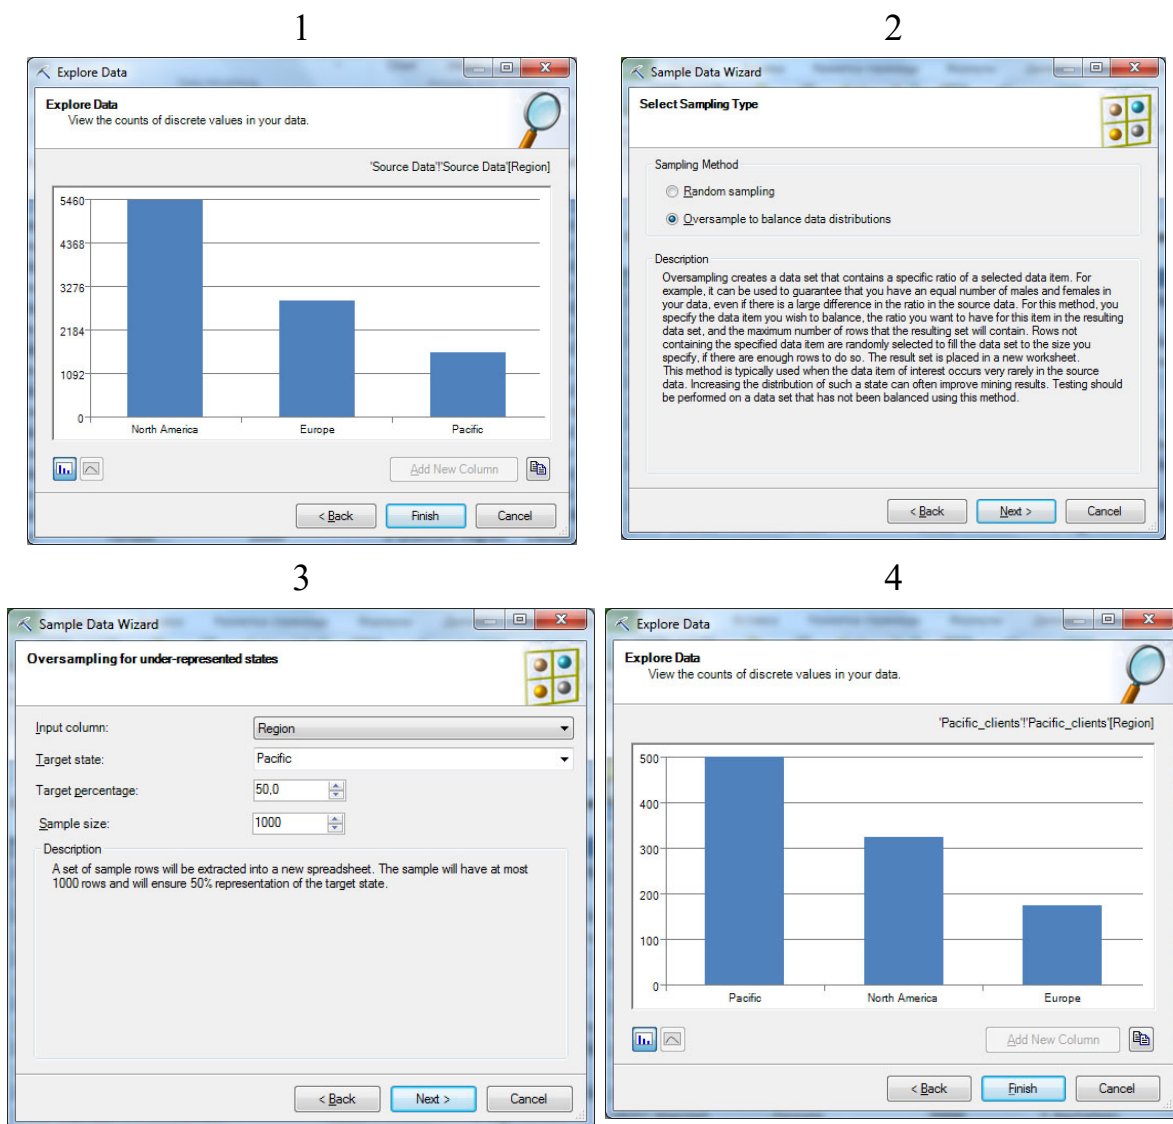 1
Explore Data
Explore Data
View the counts of discrete values in your data.
'Source Data'!'Source Data'[Region]
5460
4368
3276
2184
1092
0
North America Europe Pacific
Add New Column
< Back Finish Cancel
2
Sample Data Wizard
Select Sampling Type
Sampling Method
Random sampling
Oversample to balance data distributions
Description
Oversampling creates a data set that contains a specific ratio of a selected data item. For
example, it can be used to guarantee that you have an equal number of males and females in
your data, even if there is a large difference in the ratio in the source data. For this method, you
specify the data item you wish to balance, the ratio you want to have for this item in the resulting
data set, and the maximum number of rows that the resulting set will contain. Rows not
containing the specified data item are randomly selected to fill the data set to the size you
specify, if there are enough rows to do so. The result set is placed in a new worksheet.
This method is typically used when the data item of interest occurs very rarely in the source
data. Increasing the distribution of such a state can often improve mining results. Testing should
be performed on a data set that has not been balanced using this method.
< Back Next > Cancel
3
Sample Data Wizard
Oversampling for under-represented states
Input column: Region
Target state: Pacific
Target percentage: 50,0
Sample size: 1000
Description
A set of sample rows will be extracted into a new spreadsheet. The sample will have at most
1000 rows and will ensure 50% representation of the target state.
< Back Next > Cancel
4
Explore Data
Explore Data
View the counts of discrete values in your data.
'Pacific_clients'!'Pacific_clients'[Region]
500
400
300
200
100
0
Pacific North America Europe
Add New Column
< Back Finish Cancel